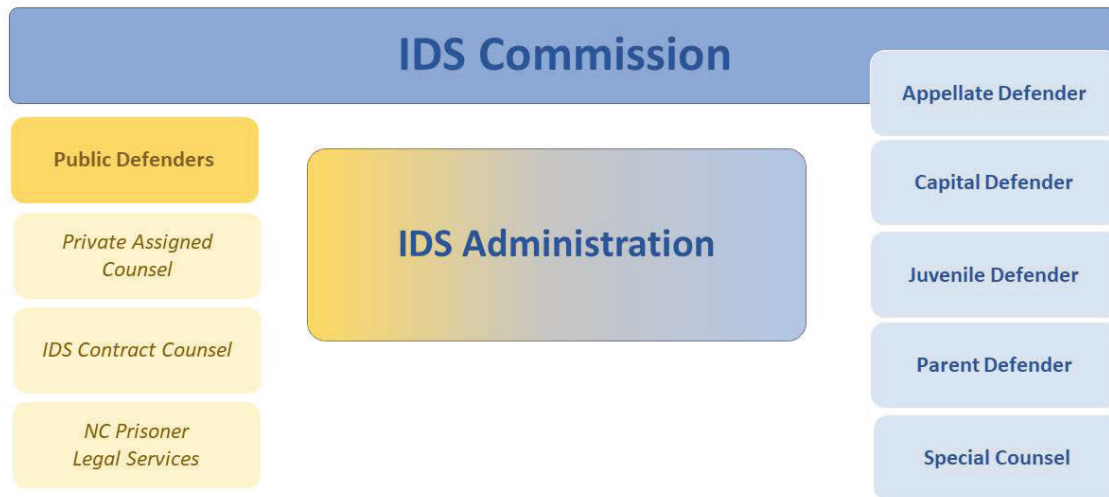 IDS Commission
Public Defenders
Private Assigned
Counsel
IDS Contract Counsel
NC Prisoner
Legal Services
IDS Administration
Appellate Defender
Capital Defender
Juvenile Defender
Parent Defender
Special Counsel